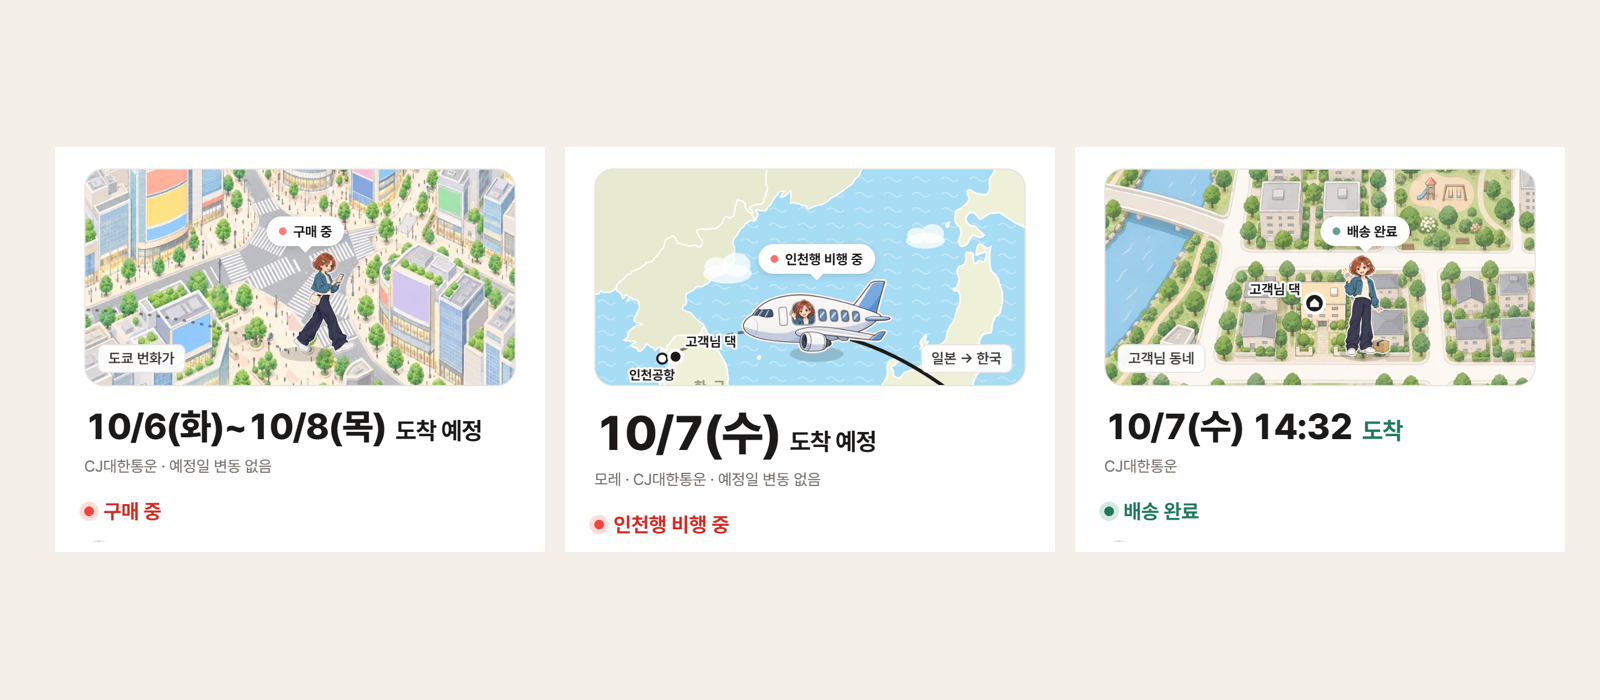 구매 중
도쿄 번화가
10/6(화)~10/8(목) 도착 예정
CJ대한통운 · 예정일 변동 없음
구매 중
인천행 비행 중
고객님 댁
인천공항
일본 → 한국
10/7(수) 도착 예정
모레 · CJ대한통운 · 예정일 변동 없음
인천행 비행 중
배송 완료
고객님 댁
고객님 동네
10/7(수) 14:32 도착
CJ대한통운
배송 완료